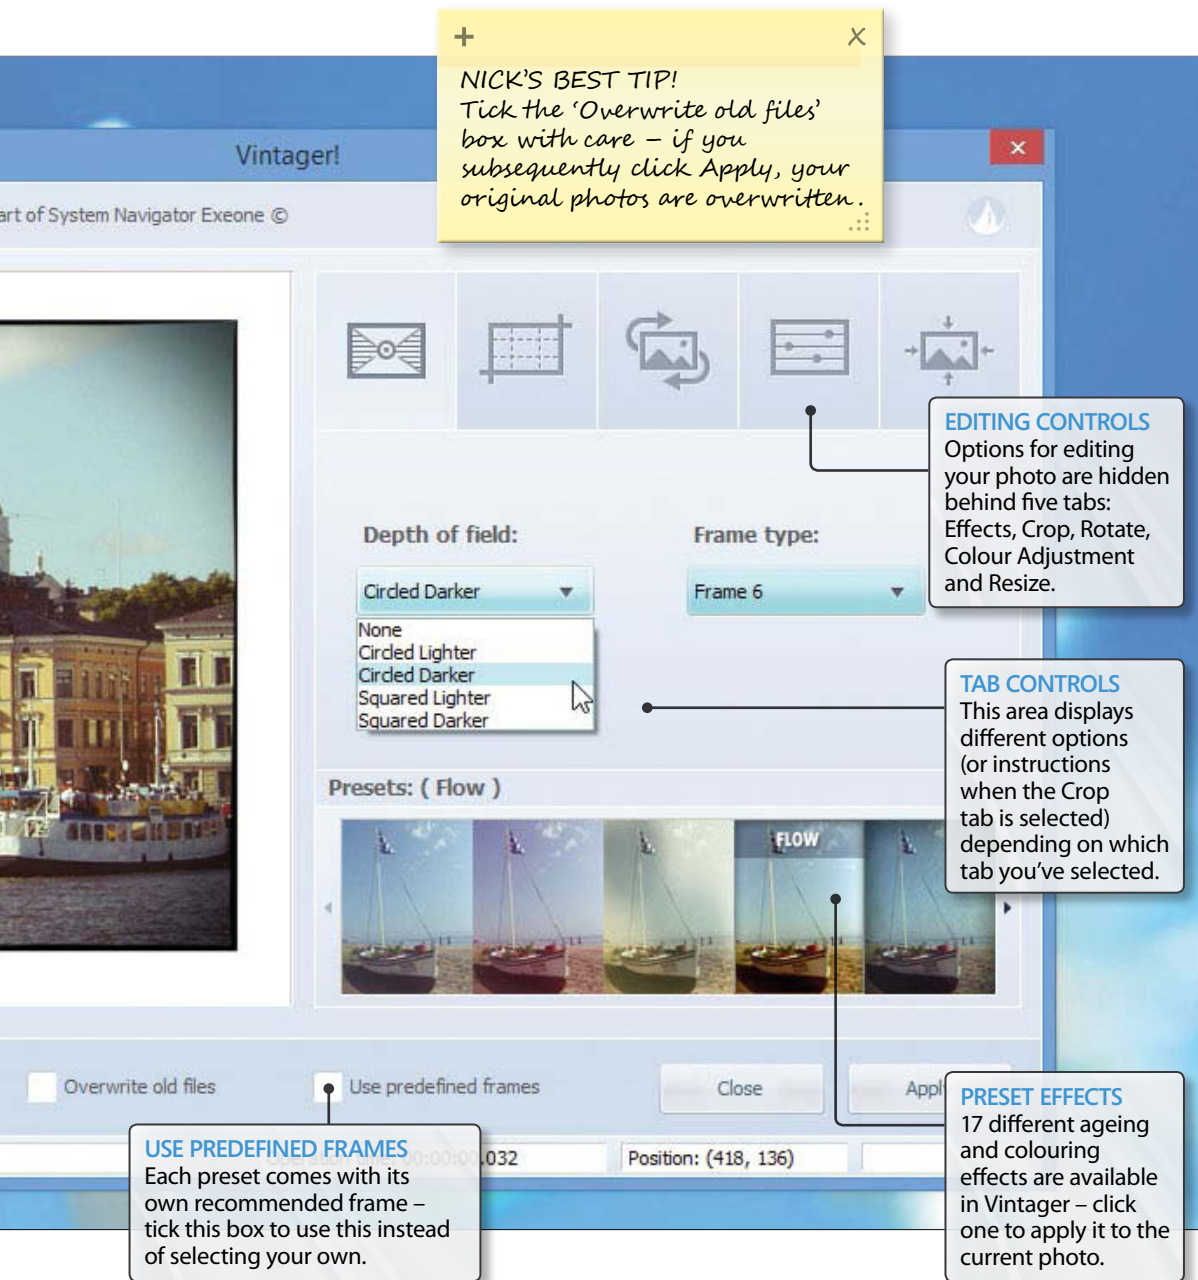 NICK'S BEST TIP!
Tick the 'Overwrite old files'
box with care – if you
subsequently click Apply, your
original photos are overwritten.
Vintager!
art of System Navigator Exeone ©
EDITING CONTROLS
Options for editing
your photo are hidden
behind five tabs:
Effects, Crop, Rotate,
Colour Adjustment
and Resize.
Depth of field:
Frame type:
Circled Darker
Frame 6
None
Circled Lighter
Circled Darker
Squared Lighter
Squared Darker
TAB CONTROLS
This area displays
different options
(or instructions
when the Crop
tab is selected)
depending on which
tab you've selected.
Presets: ( Flow )
FLOW
Overwrite old files
Use predefined frames
Close
Appl
Operation time: 00:00:00.032
Position: (418, 136)
USE PREDEFINED FRAMES
Each preset comes with its
own recommended frame –
tick this box to use this instead
of selecting your own.
PRESET EFFECTS
17 different ageing
and colouring
effects are available
in Vintager – click
one to apply it to the
current photo.